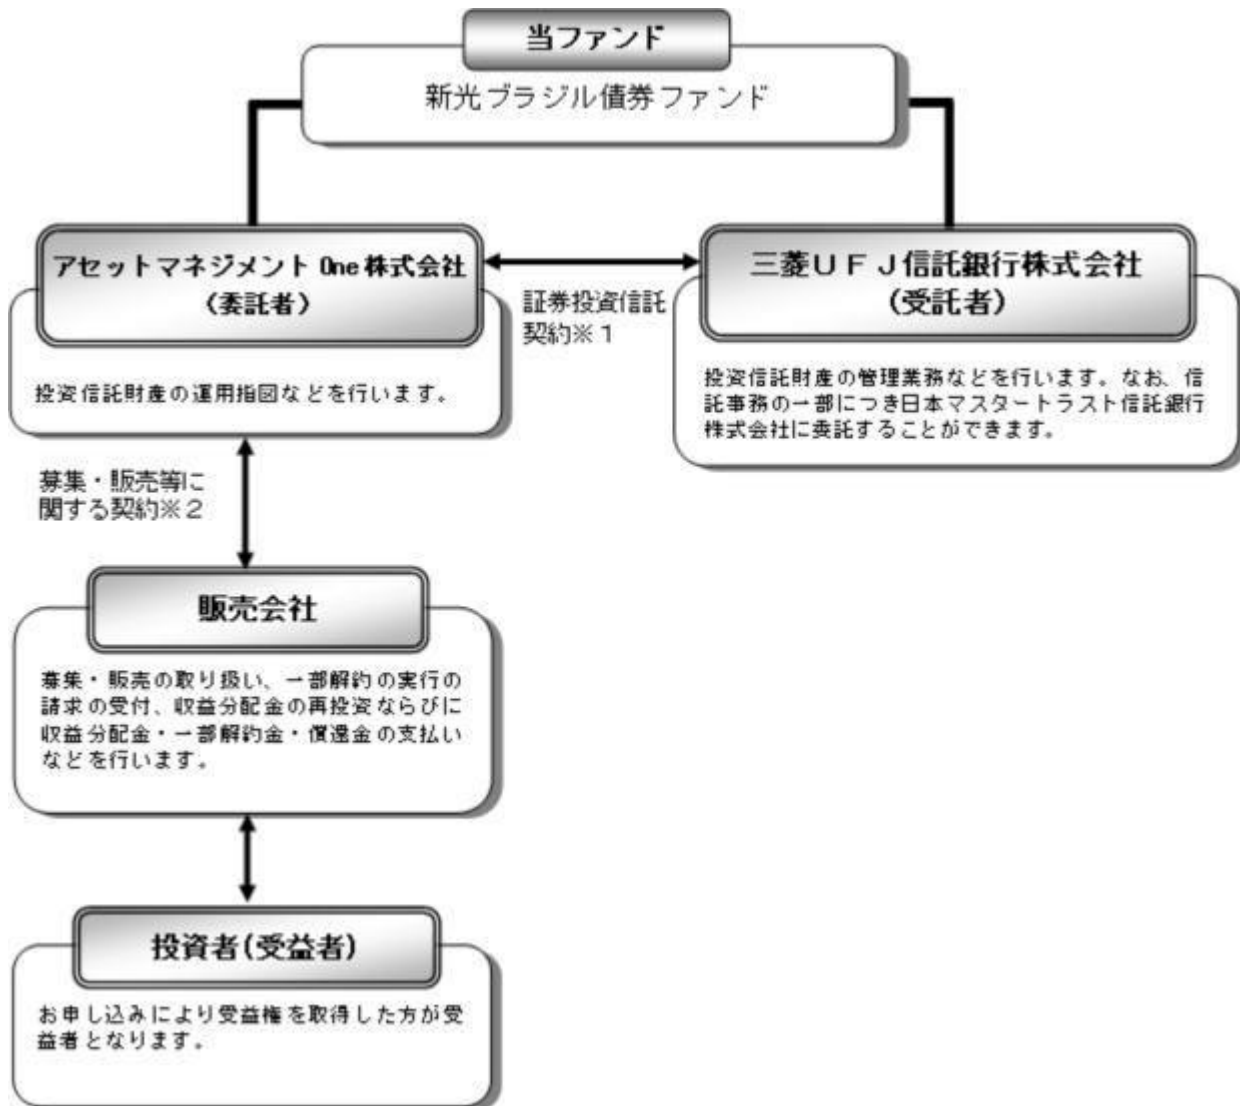 当ファンド
新光ブラジル債券ファンド
アセットマネジメント One 株式会社
(委託者)
投資信託財産の運用指図などを行います。
証券投資信託
契約※１
三菱ＵＦＪ信託銀行株式会社
(受託者)
投資信託財産の管理業務などを行います。なお、信
託事務の一部につき日本マスタートラスト信託銀行
株式会社に委託することができます。
募集・販売等に
関する契約※２
販売会社
募集・販売の取り扱い、一部解約の実行の
請求の受付、収益分配金の再投資ならびに
収益分配金・一部解約金・償還金の支払い
などを行います。
投資者(受益者)
お申し込みにより受益権を取得した方が受
益者となります。